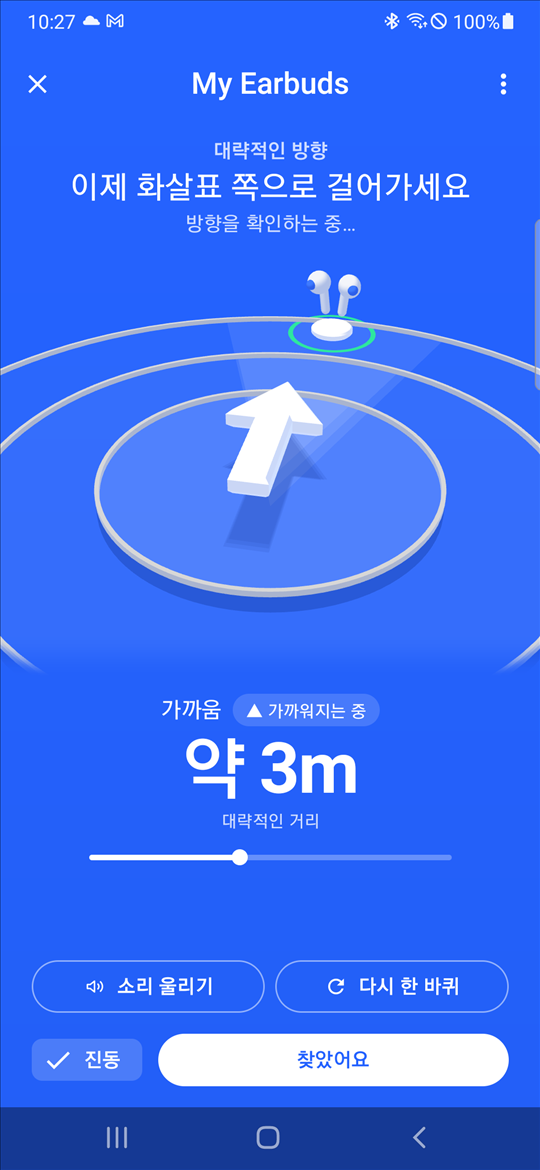 10:27
100%
My Earbuds
대략적인 방향
이제 화살표 쪽으로 걸어가세요
방향을 확인하는 중...
가까움 ▲ 가까워지는 중
약 3m
대략적인 거리
소리 울리기
다시 한 바퀴
진동
찾았어요